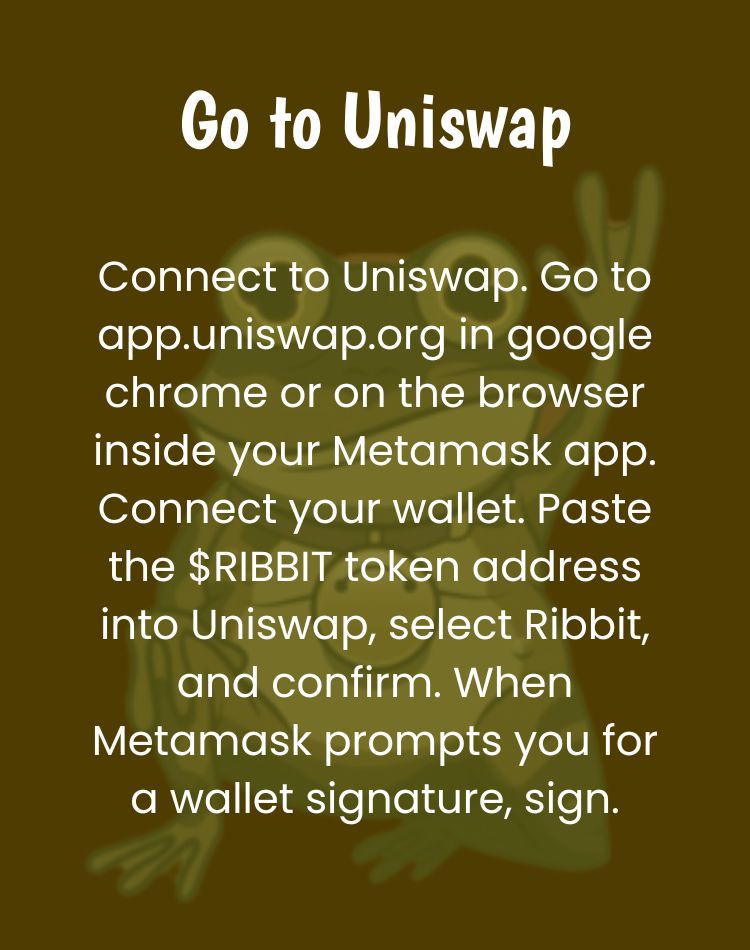 Go to Uniswap
Connect to Uniswap. Go to
app.uniswap.org in google
chrome or on the browser
inside your Metamask app.
Connect your wallet. Paste
the $RIBBIT token address
into Uniswap, select Ribbit,
and confirm. When
Metamask prompts you for
a wallet signature, sign.